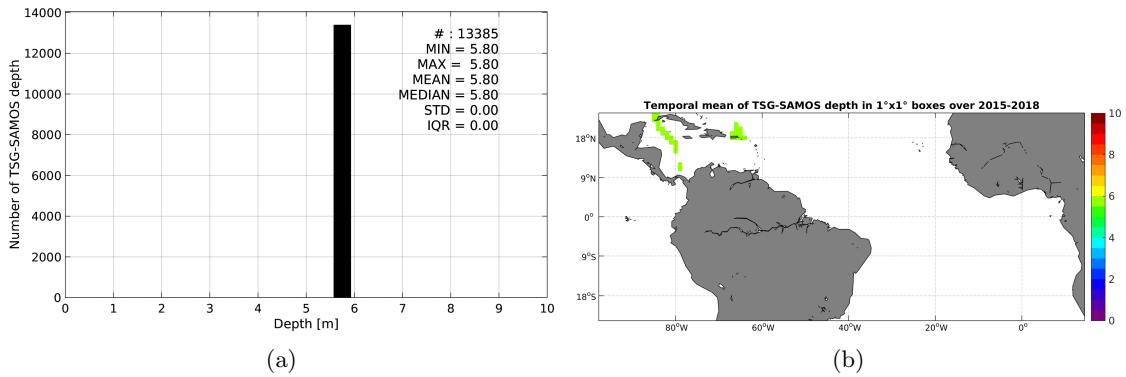 14000
12000
10000
8000
6000
4000
2000
0
Number of TSG-SAMOS depth
# : 13385
MIN = 5.80
MAX = 5.80
MEAN = 5.80
MEDIAN = 5.80
STD = 0.00
IQR = 0.00
0 1 2 3 4 5 6 7 8 9 10
Depth [m]
(a)
Temporal mean of TSG-SAMOS depth in 1°x1° boxes over 2015-2018
18°N
9°N
0°
9°S
18°S
80°W 60°W 40°W 20°W 0°
10
8
6
4
2
0
(b)